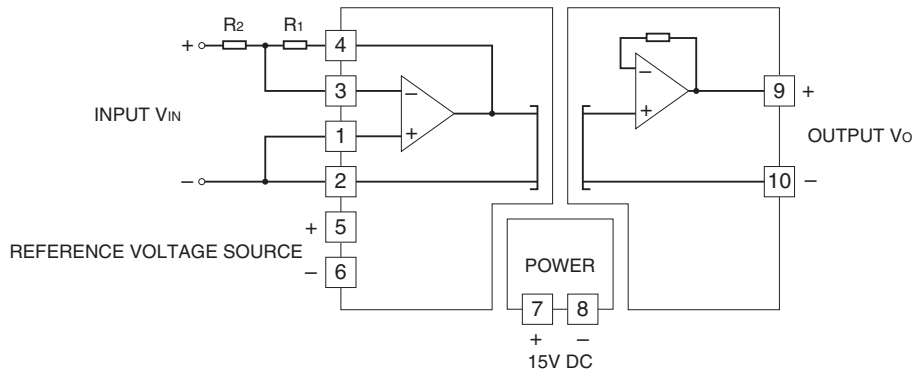 R2 R1
+ 4
3 −
INPUT VIN
1 +
− 2
+ 5
REFERENCE VOLTAGE SOURCE
− 6
−
+ 9 +
OUTPUT VO
10 −
POWER
7 8
+ −
15V DC